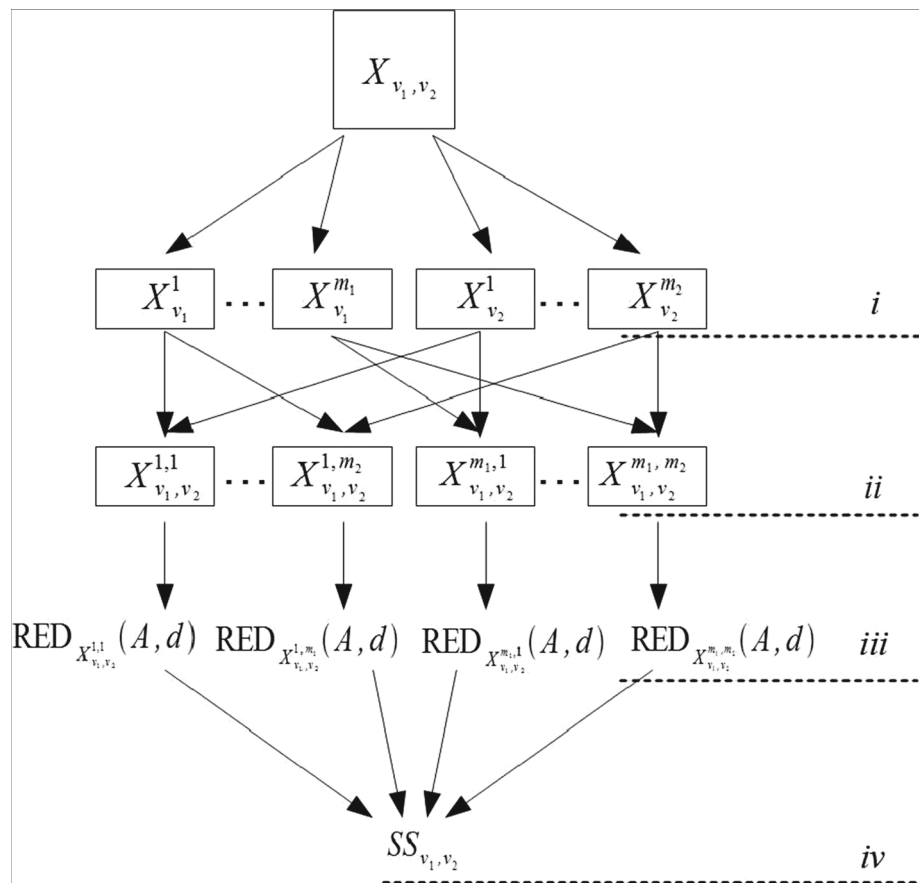 X_{v_1,v_2}
X^{1}_{v_1} ... X^{m_1}_{v_1} X^{1}_{v_2} ... X^{m_2}_{v_2} i
X^{1,1}_{v_1,v_2} ... X^{1,m_2}_{v_1,v_2} X^{m_1,1}_{v_1,v_2} ... X^{m_1,m_2}_{v_1,v_2} ii
RED_{X^{1,1}_{v_1,v_2}}(A,d) RED_{X^{1,m_2}_{v_1,v_2}}(A,d) RED_{X^{m_1,1}_{v_1,v_2}}(A,d) RED_{X^{m_1,m_2}_{v_1,v_2}}(A,d) iii
SS_{v_1,v_2} iv